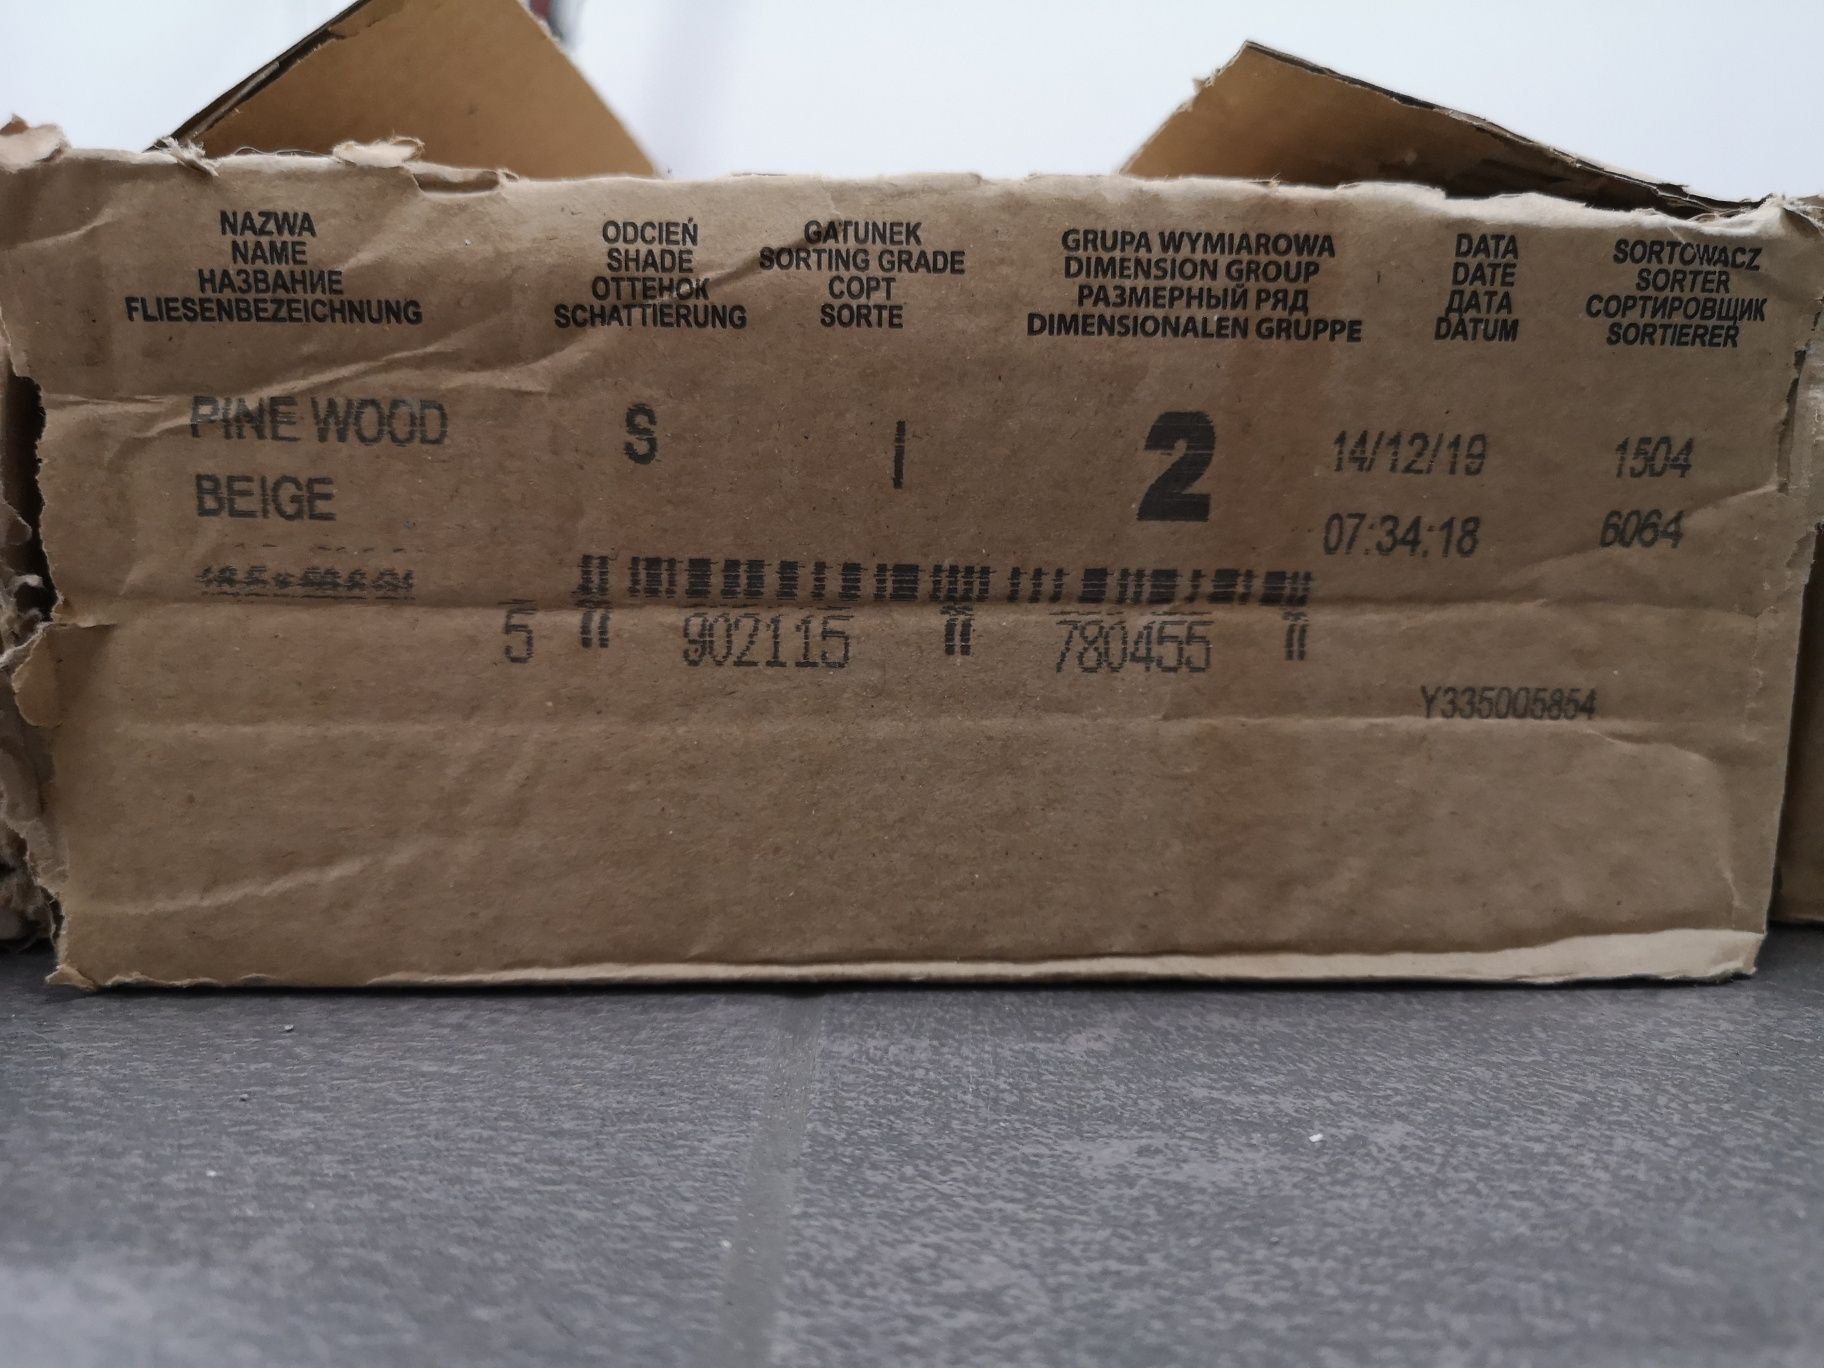 NAZWA
NAME
НАЗВАНИЕ
FLIESENBEZEICHNUNG
ODCIEŃ
SHADE
ОТТЕНОК
SCHATTIERUNG
GATUNEK
SORTING GRADE
СОРТ
SORTE
GRUPA WYMIAROWA
DIMENSION GROUP
РАЗМЕРНЫЙ РЯД
DIMENSIONALEN GRUPPE
DATA
DATE
ДАТА
DATUM
SORTOWACZ
SORTER
СОРТИРОВЩИК
SORTIERER
PINE WOOD
BEIGE
S
I
2
14/12/19
07:34:18
1504
6064
5 902115 780455
Y335005854